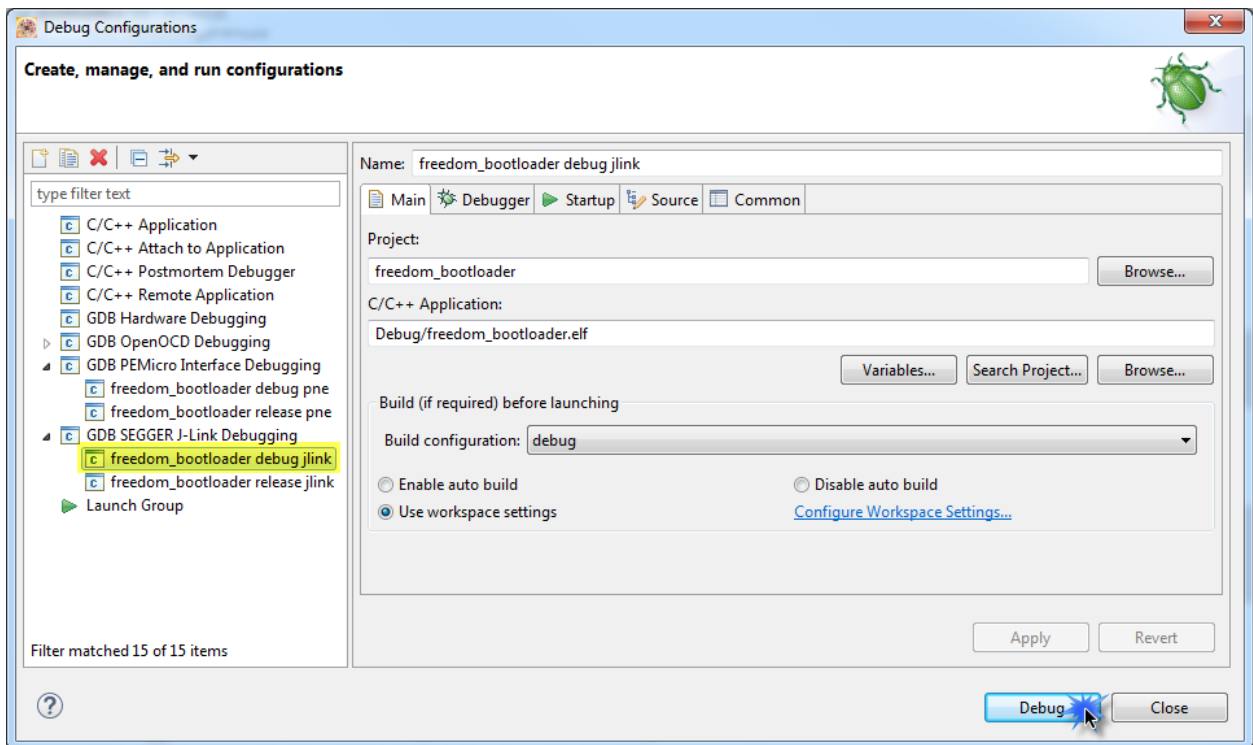 Debug Configurations
Create, manage, and run configurations
type filter text
C/C++ Application
C/C++ Attach to Application
C/C++ Postmortem Debugger
C/C++ Remote Application
GDB Hardware Debugging
GDB OpenOCD Debugging
GDB PEMicro Interface Debugging
freedom_bootloader debug pne
freedom_bootloader release pne
GDB SEGGER J-Link Debugging
freedom_bootloader debug jlink
freedom_bootloader release jlink
Launch Group
Filter matched 15 of 15 items
Name: freedom_bootloader debug jlink
Main Debugger Startup Source Common
Project:
freedom_bootloader Browse...
C/C++ Application:
Debug/freedom_bootloader.elf
Variables... Search Project... Browse...
Build (if required) before launching
Build configuration: debug
Enable auto build Disable auto build
Use workspace settings Configure Workspace Settings...
Apply Revert
Debug Close